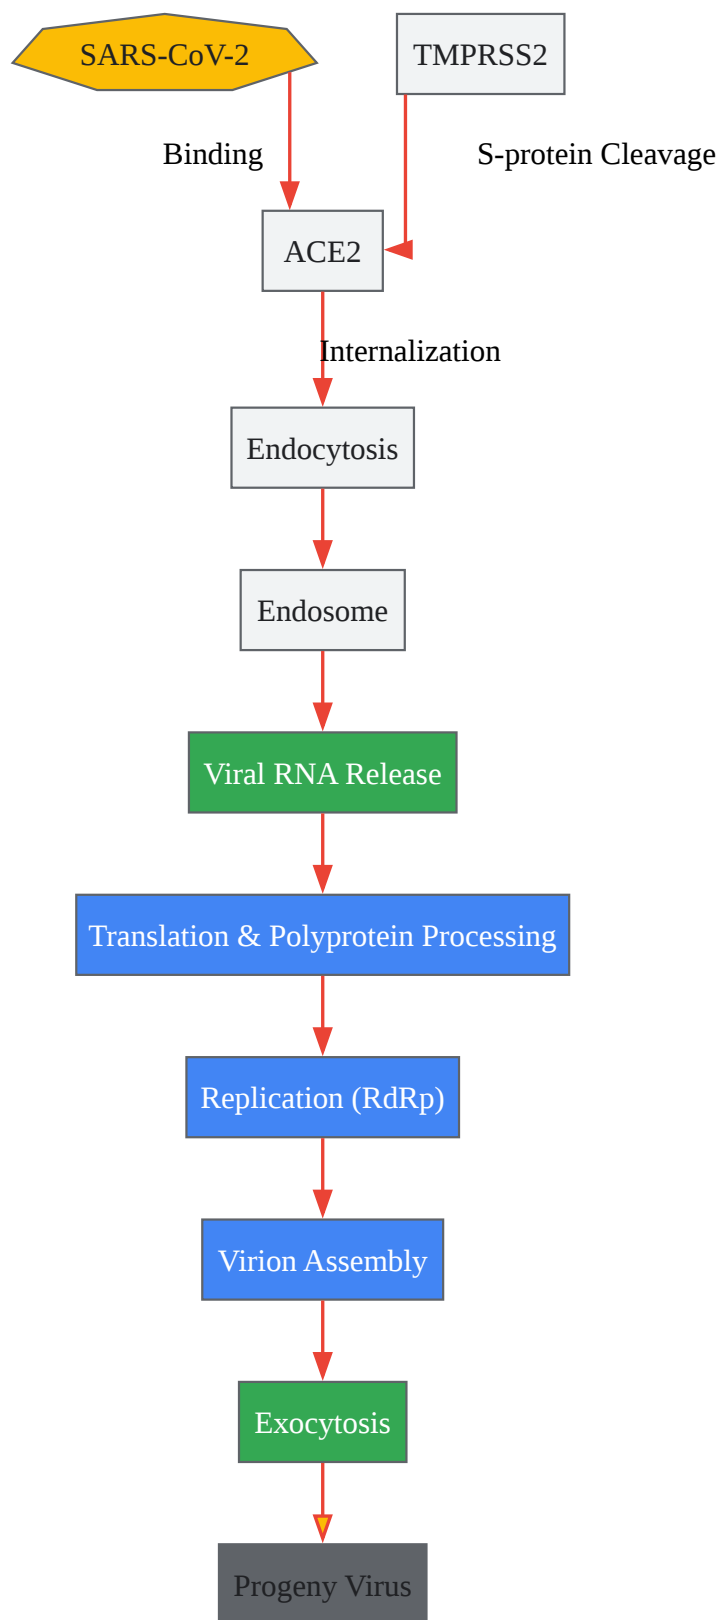 SARS-CoV-2
TMPRSS2
Binding
S-protein Cleavage
ACE2
Internalization
Endocytosis
Endosome
Viral RNA Release
Translation & Polyprotein Processing
Replication (RdRp)
Virion Assembly
Exocytosis
Progeny Virus